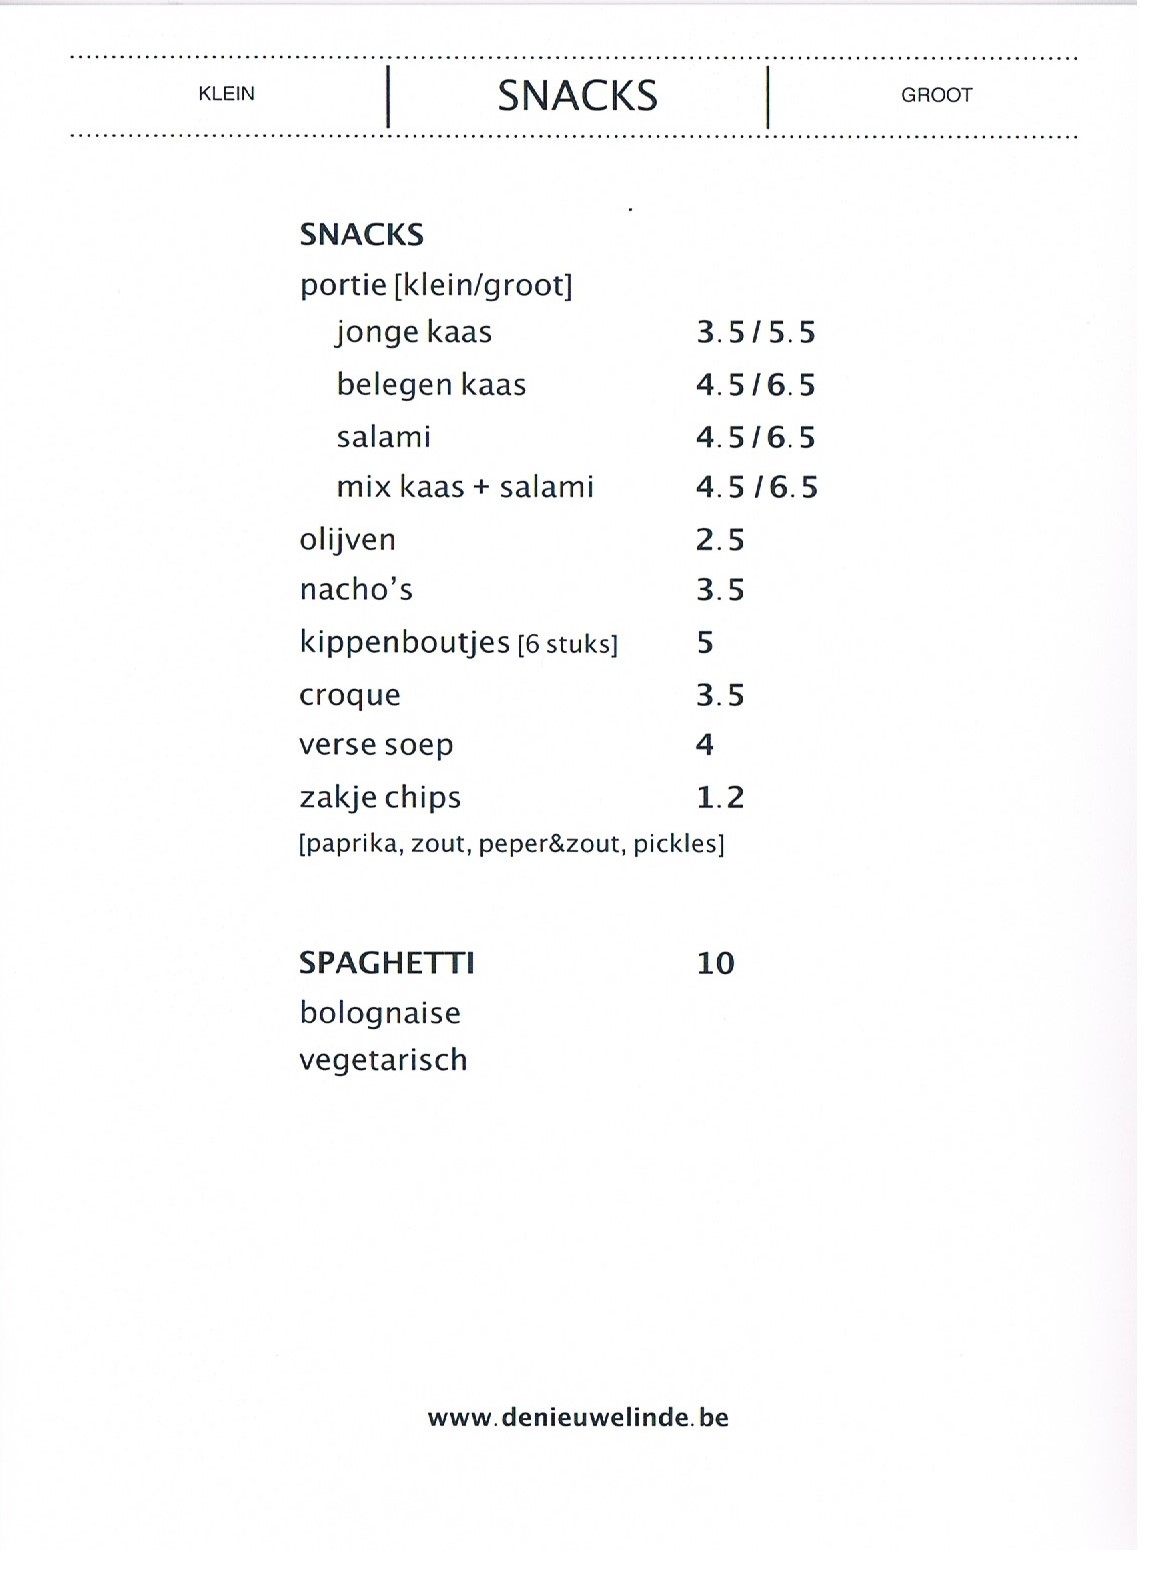 KLEIN SNACKS GROOT
SNACKS
portie [klein/groot]
jonge kaas 3.5/5.5
belegen kaas 4.5/6.5
salami 4.5/6.5
mix kaas + salami 4.5/6.5
olijven 2.5
nacho's 3.5
kippenboutjes [6 stuks] 5
croque 3.5
verse soep 4
zakje chips 1.2
[paprika, zout, peper&zout, pickles]
SPAGHETTI 10
bolognaise
vegetarisch
www.denieuwelinde.be